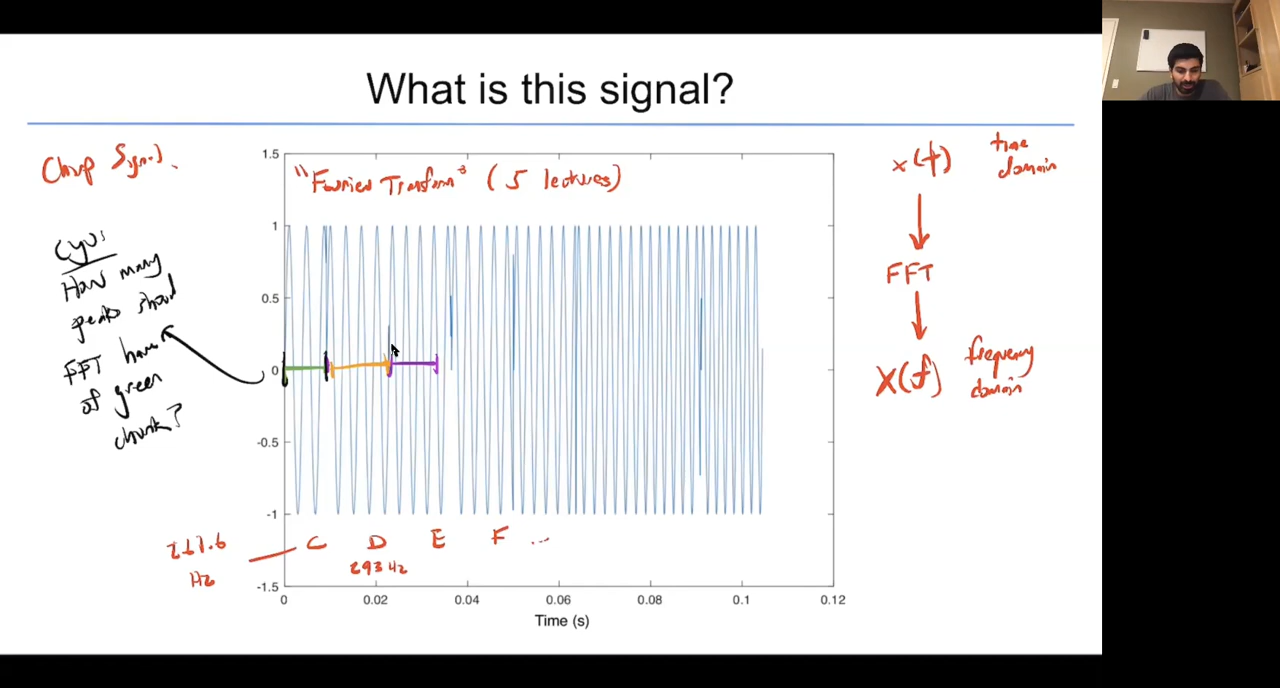 What is this signal?
Chirp Signal.
"Fourier Transform" (5 lectures)
x(t) time
domain
FFT
X(f) frequency
domain
CYU:
How many
peaks should
FFT have
of green
chunk?
1.5
1
0.5
0
-0.5
-1
-1.5
261.6
Hz
C D E F ...
293 Hz
0 0.02 0.04 0.06 0.08 0.1 0.12
Time (s)